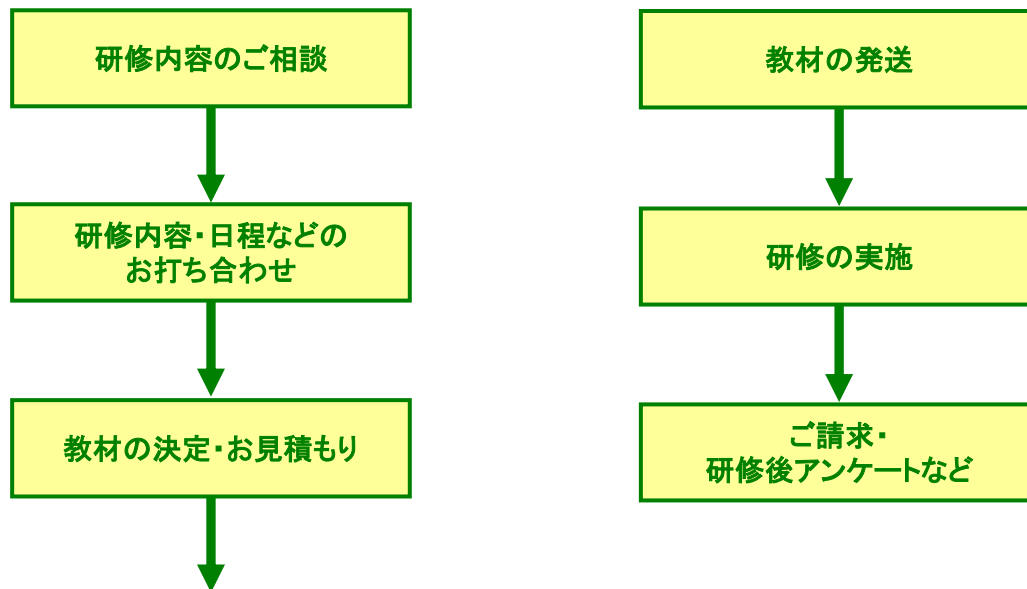 研修内容のご相談
研修内容・日程などの
お打ち合わせ
教材の決定・お見積もり
教材の発送
研修の実施
ご請求・
研修後アンケートなど